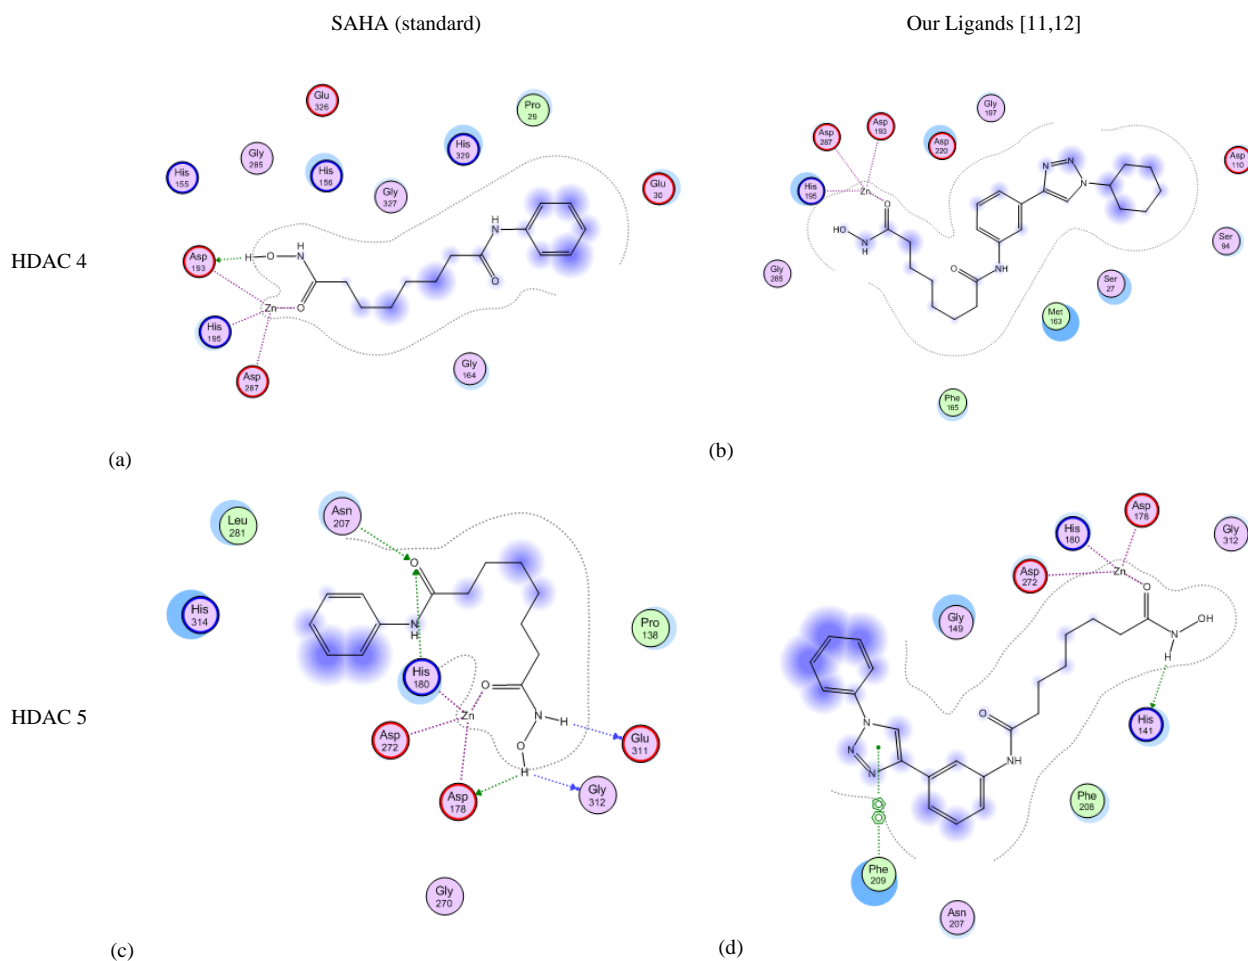 SAHA (standard)
Our Ligands [11,12]
HDAC 4
Glu
326
Pro
29
Gly
285
His
329
His
155
His
156
Gly
327
Glu
30
Asp
193
H
O
H
N
H
N
O
O
Zn
His
195
Asp
287
Gly
164
(a)
Gly
197
Asp
193
Asp
287
Asp
220
Asp
110
His
195
Zn
O
HO
N
H
N
N
N
O
NH
Ser
94
Gly
285
Ser
27
Met
163
Phe
165
(b)
HDAC 5
Leu
281
Asn
207
O
His
314
N
H
Pro
138
His
180
O
Zn
N
H
O
H
Asp
272
Glu
311
Asp
178
Gly
312
Gly
270
(c)
Asp
178
His
180
Gly
312
Zn
Asp
272
O
Gly
149
N
OH
H
N
N
N
O
NH
His
141
Phe
208
Phe
209
Asn
207
(d)